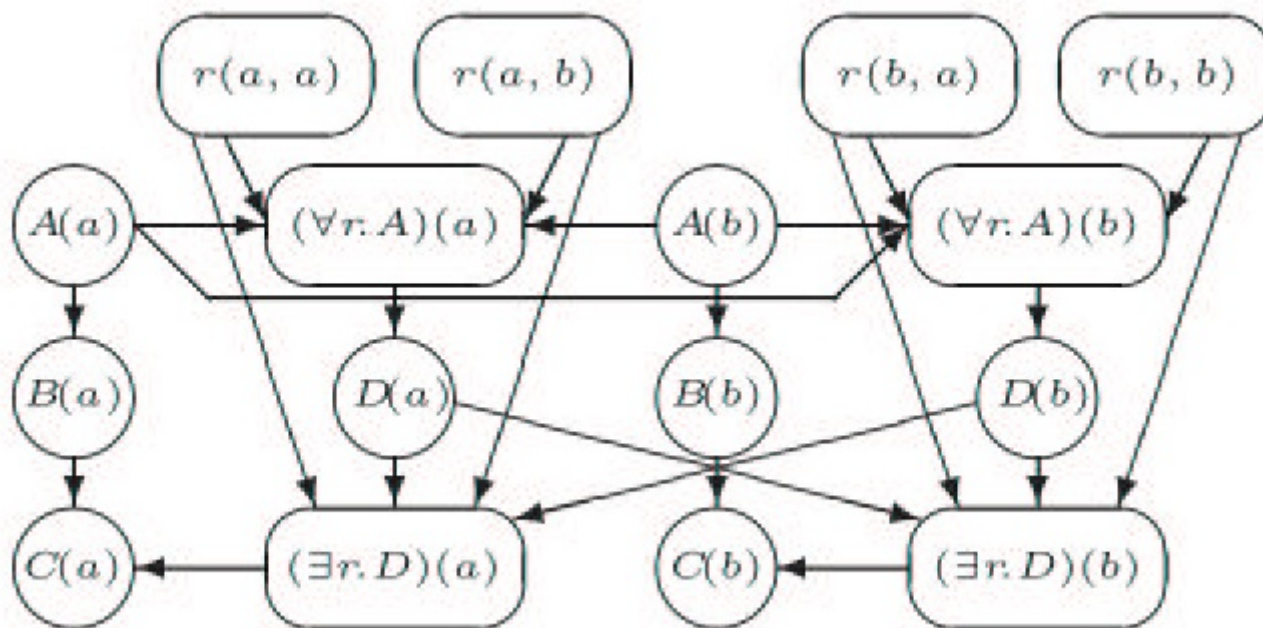 r(a, a) r(a, b) r(b, a) r(b, b)
A(a) (∀r.A)(a) A(b) (∀r.A)(b)
B(a) D(a) B(b) D(b)
C(a) (∃r.D)(a) C(b) (∃r.D)(b)